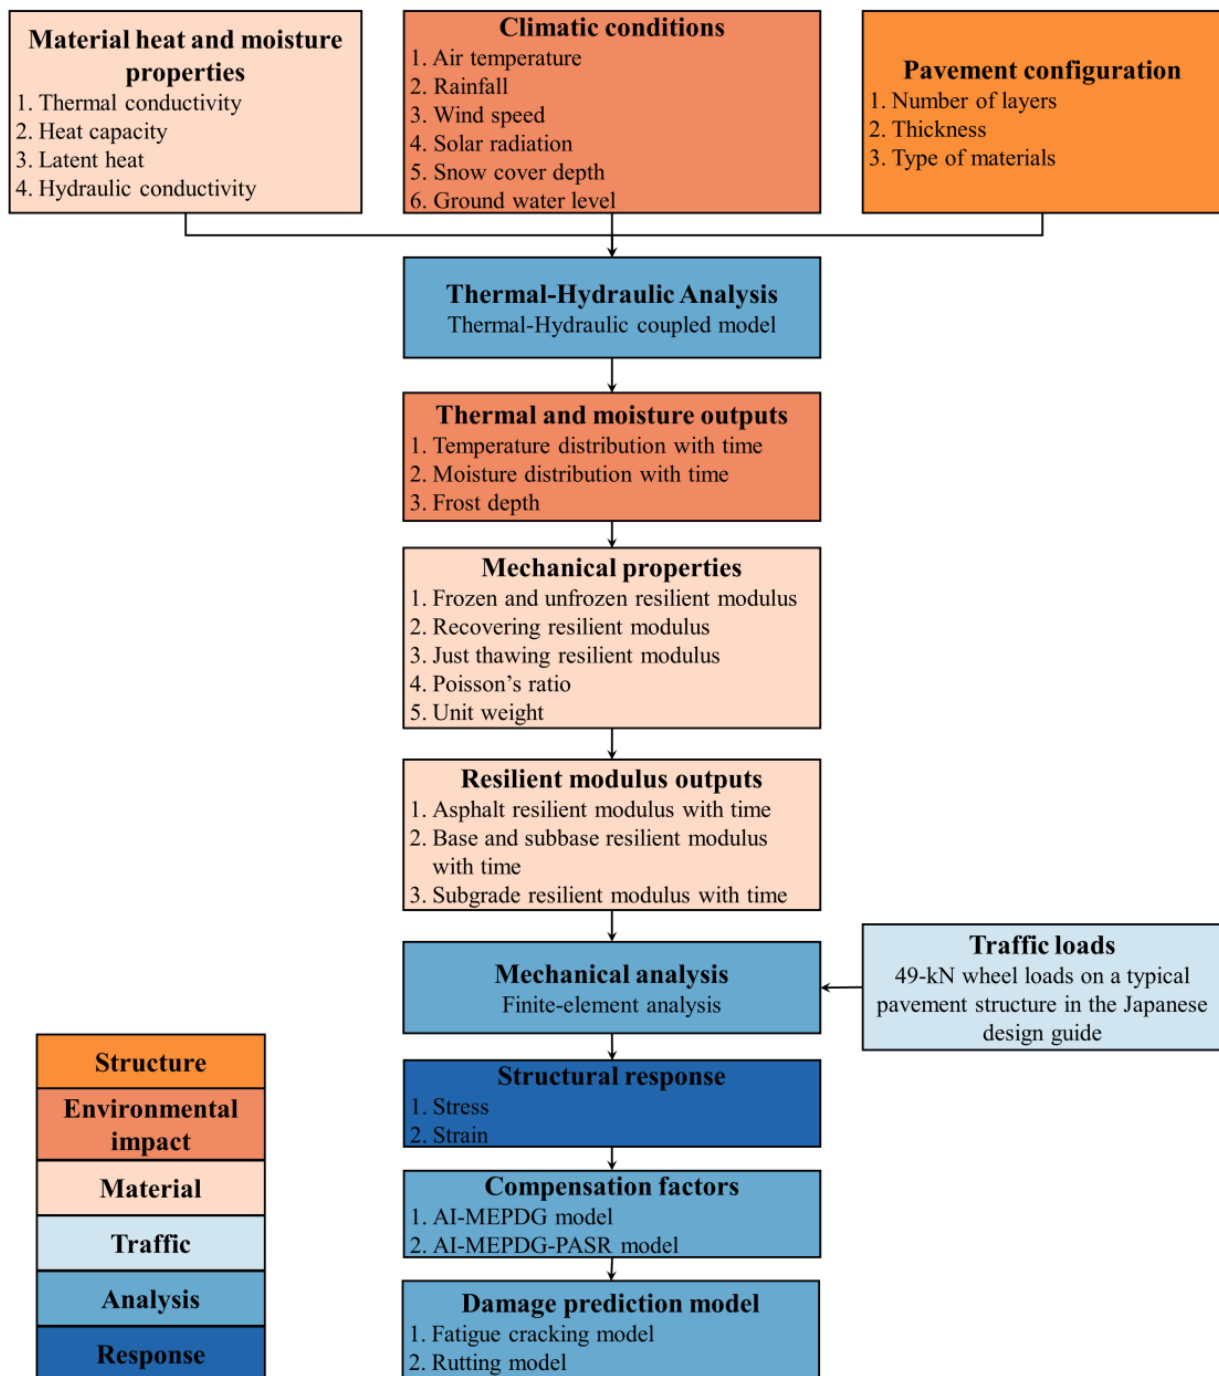 Material heat and moisture
properties
1. Thermal conductivity
2. Heat capacity
3. Latent heat
4. Hydraulic conductivity
Climatic conditions
1. Air temperature
2. Rainfall
3. Wind speed
4. Solar radiation
5. Snow cover depth
6. Ground water level
Pavement configuration
1. Number of layers
2. Thickness
3. Type of materials
Thermal-Hydraulic Analysis
Thermal-Hydraulic coupled model
Thermal and moisture outputs
1. Temperature distribution with time
2. Moisture distribution with time
3. Frost depth
Mechanical properties
1. Frozen and unfrozen resilient modulus
2. Recovering resilient modulus
3. Just thawing resilient modulus
4. Poisson's ratio
5. Unit weight
Resilient modulus outputs
1. Asphalt resilient modulus with time
2. Base and subbase resilient modulus
with time
3. Subgrade resilient modulus with time
Mechanical analysis
Finite-element analysis
Traffic loads
49-kN wheel loads on a typical
pavement structure in the Japanese
design guide
Structural response
1. Stress
2. Strain
Compensation factors
1. AI-MEPDG model
2. AI-MEPDG-PASR model
Damage prediction model
1. Fatigue cracking model
2. Rutting model
Structure
Environmental
impact
Material
Traffic
Analysis
Response